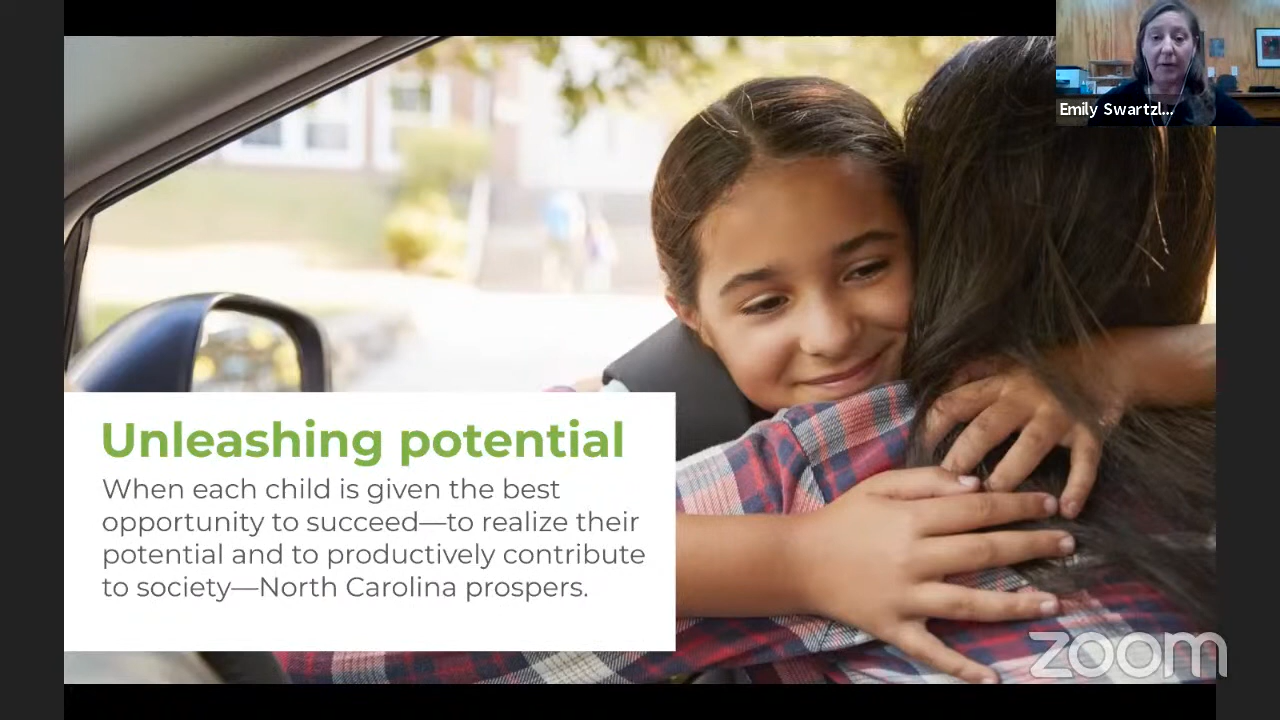 Emily Swartzl...
Unleashing potential
When each child is given the best
opportunity to succeed—to realize their
potential and to productively contribute
to society—North Carolina prospers.
zoom